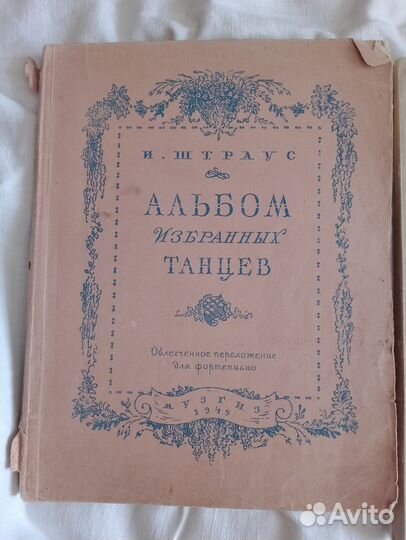 И. ШТРАУС
АЛЬБОМ
ИЗБРАННЫХ
ТАНЦЕВ
Облегченное переложение
для фортепиано
МУЗГИЗ
1949
Avito